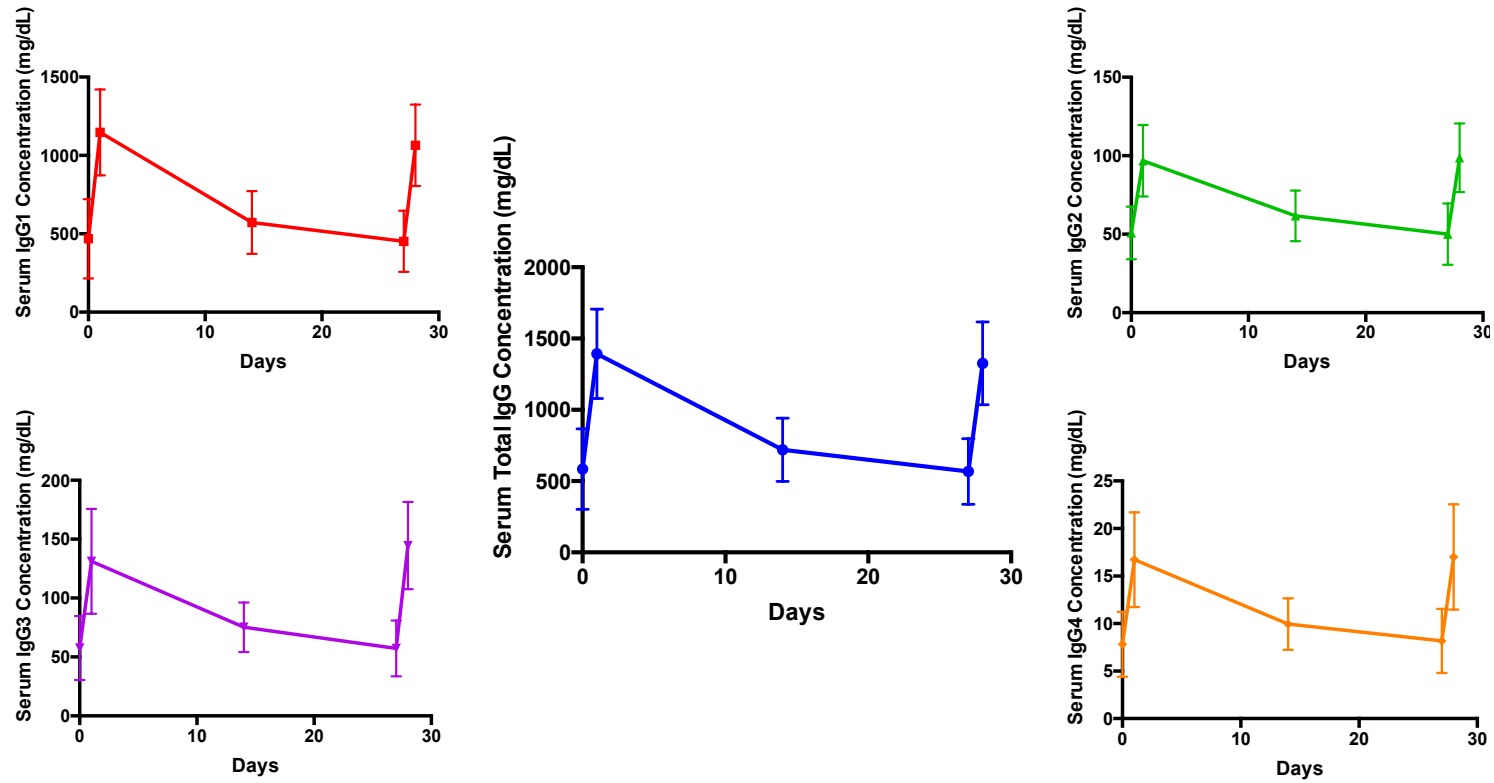 Serum IgG1 Concentration (mg/dL)
1500
1000
500
0
0 10 20 30
Days
Serum IgG3 Concentration (mg/dL)
200
150
100
50
0
0 10 20 30
Days
Serum Total IgG Concentration (mg/dL)
2000
1500
1000
500
0
0 10 20 30
Days
Serum IgG2 Concentration (mg/dL)
150
100
50
0
0 10 20 30
Days
Serum IgG4 Concentration (mg/dL)
25
20
15
10
5
0
0 10 20 30
Days